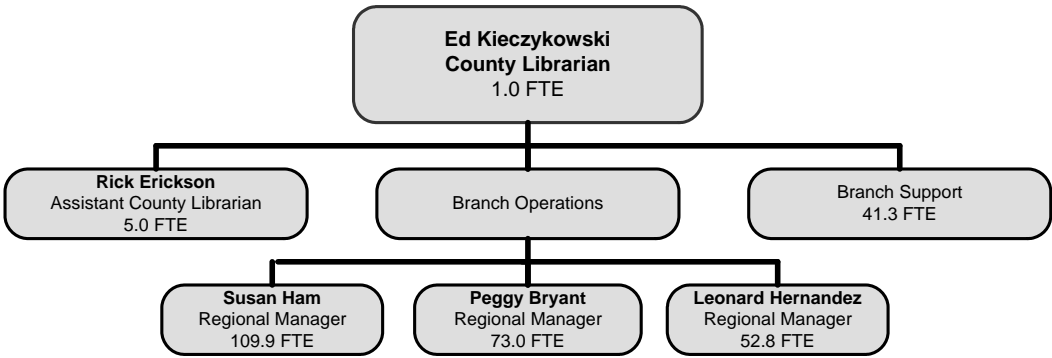 Ed Kieczykowski
County Librarian
1.0 FTE
Rick Erickson
Assistant County Librarian
5.0 FTE
Branch Operations
Branch Support
41.3 FTE
Susan Ham
Regional Manager
109.9 FTE
Peggy Bryant
Regional Manager
73.0 FTE
Leonard Hernandez
Regional Manager
52.8 FTE